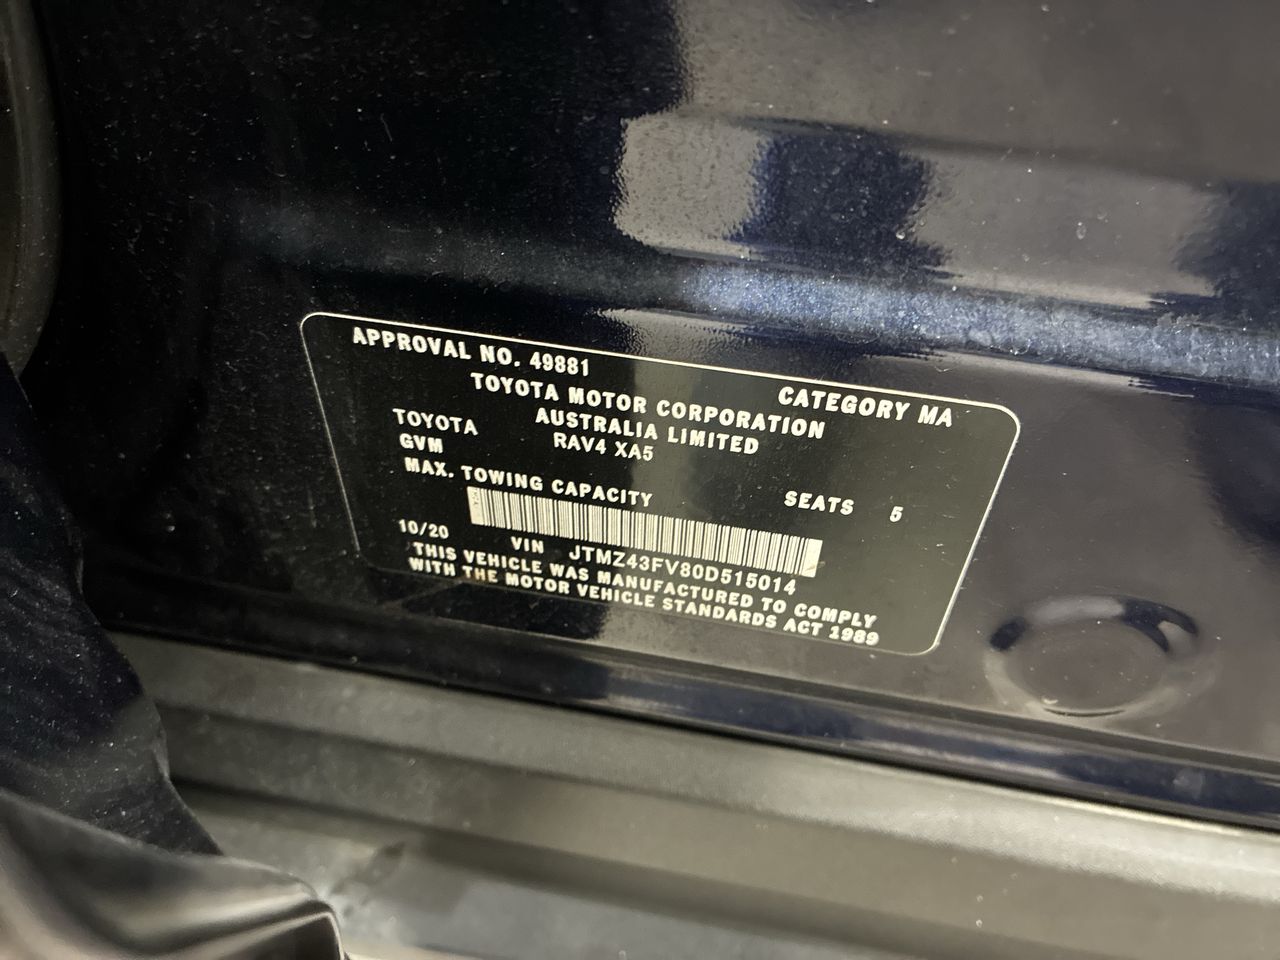 APPROVAL NO. 49881 CATEGORY MA
TOYOTA MOTOR CORPORATION
AUSTRALIA LIMITED
TOYOTA RAV4 XA5
GVM
MAX. TOWING CAPACITY SEATS 5
10/20 VIN JTMZ43FV80D515014
THIS VEHICLE WAS MANUFACTURED TO COMPLY
WITH THE MOTOR VEHICLE STANDARDS ACT 1989